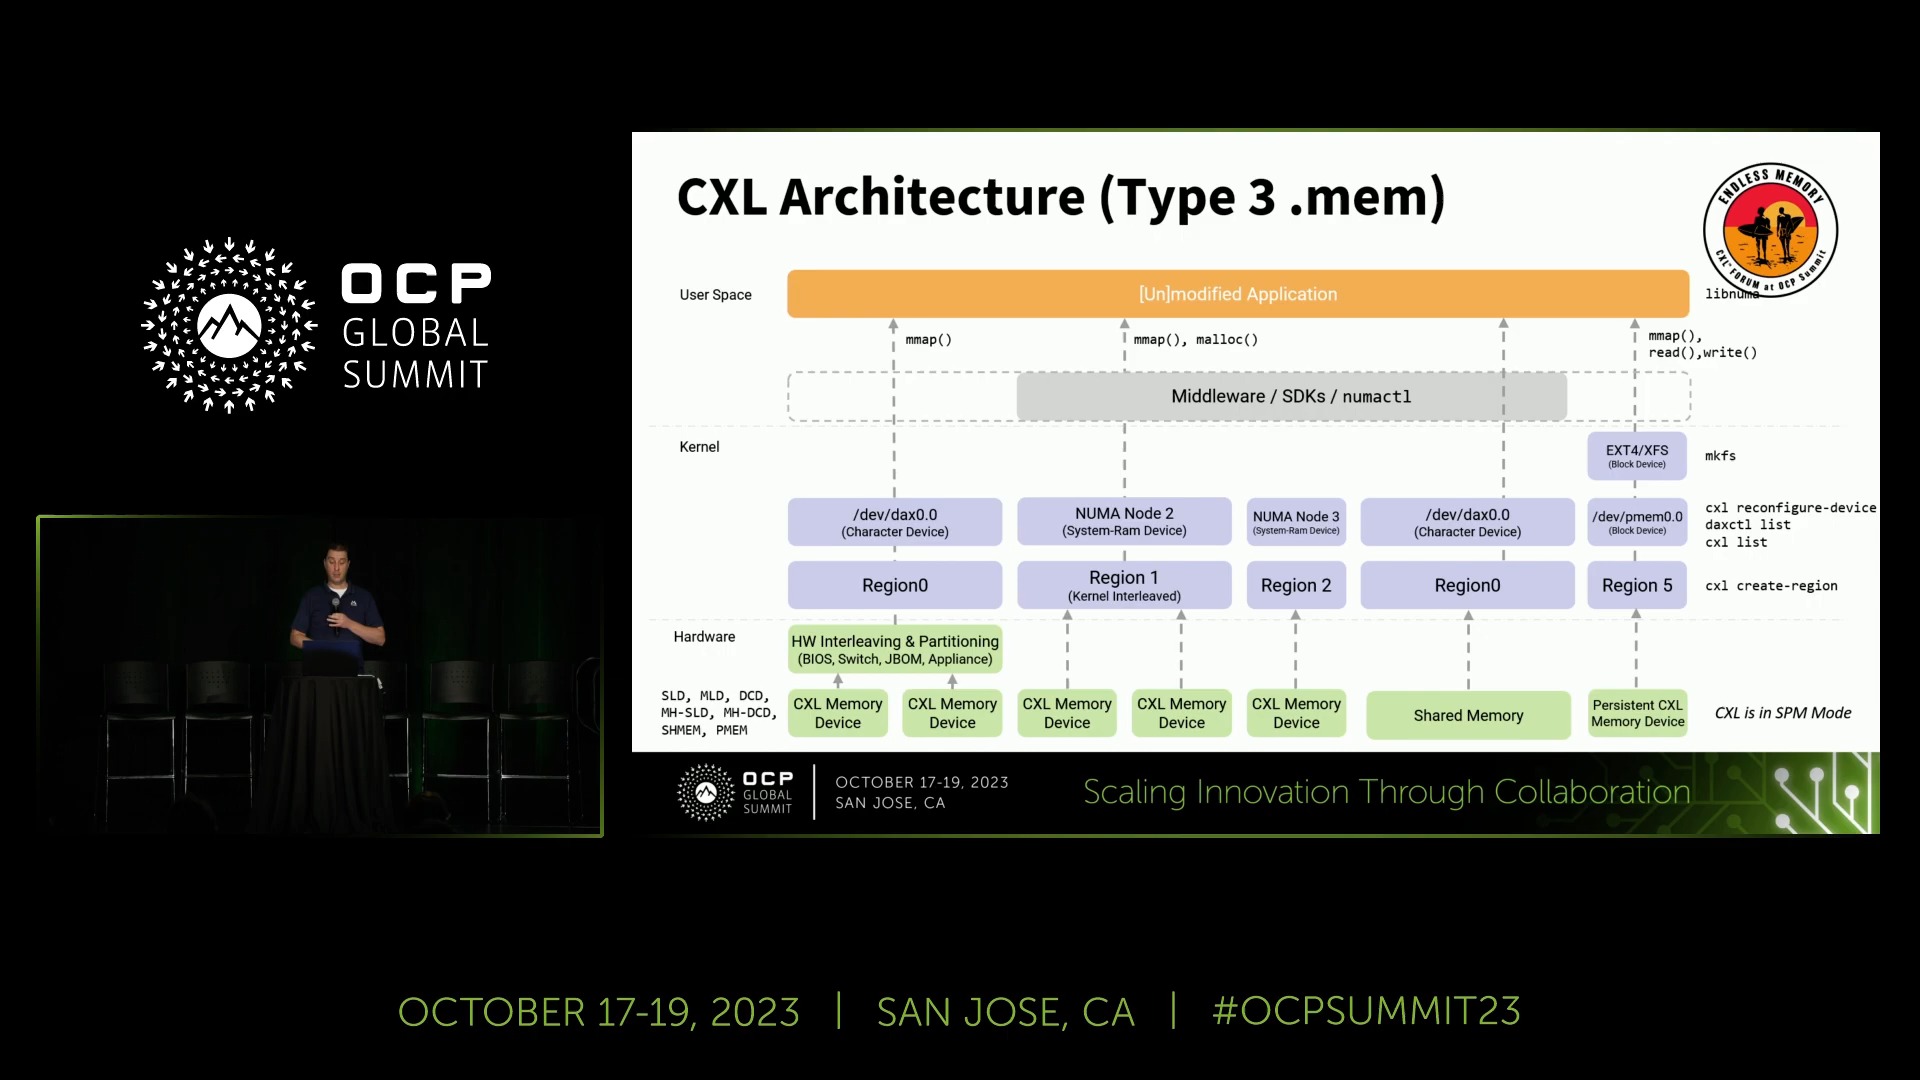 OCP
GLOBAL
SUMMIT
CXL Architecture (Type 3 .mem)
ENDLESS MEMORY
CXL™ FORUM at OCP Summit
User Space
[Un]modified Application
libnuma
mmap()
mmap(), malloc()
mmap(),
read(),write()
Middleware / SDKs / numactl
Kernel
EXT4/XFS
(Block Device)
mkfs
/dev/dax0.0
(Character Device)
NUMA Node 2
(System-Ram Device)
NUMA Node 3
(System-Ram Device)
/dev/dax0.0
(Character Device)
/dev/pmem0.0
(Block Device)
cxl reconfigure-device
daxctl list
cxl list
Region0
Region 1
(Kernel Interleaved)
Region 2
Region0
Region 5
cxl create-region
Hardware
HW Interleaving & Partitioning
(BIOS, Switch, JBOM, Appliance)
SLD, MLD, DCD,
MH-SLD, MH-DCD,
SHMEM, PMEM
CXL Memory
Device
CXL Memory
Device
CXL Memory
Device
CXL Memory
Device
CXL Memory
Device
Shared Memory
Persistent CXL
Memory Device
CXL is in SPM Mode
OCP
GLOBAL
SUMMIT
OCTOBER 17-19, 2023
SAN JOSE, CA
Scaling Innovation Through Collaboration
OCTOBER 17-19, 2023 | SAN JOSE, CA | #OCPSUMMIT23